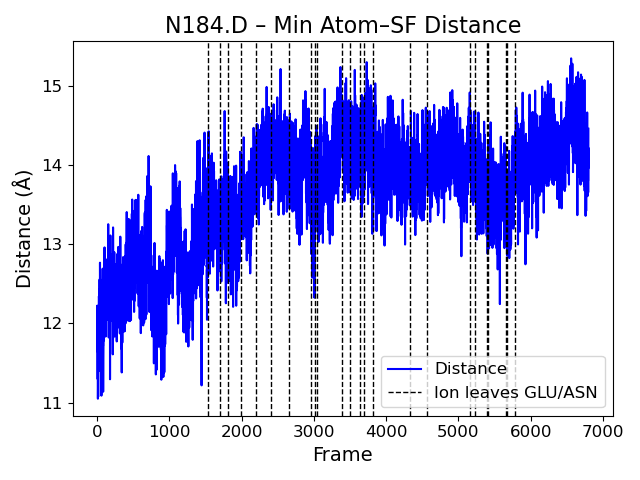 N184.D – Min Atom–SF Distance
Distance (Å)
15
14
13
12
11
Distance
Ion leaves GLU/ASN
0 1000 2000 3000 4000 5000 6000 7000
Frame